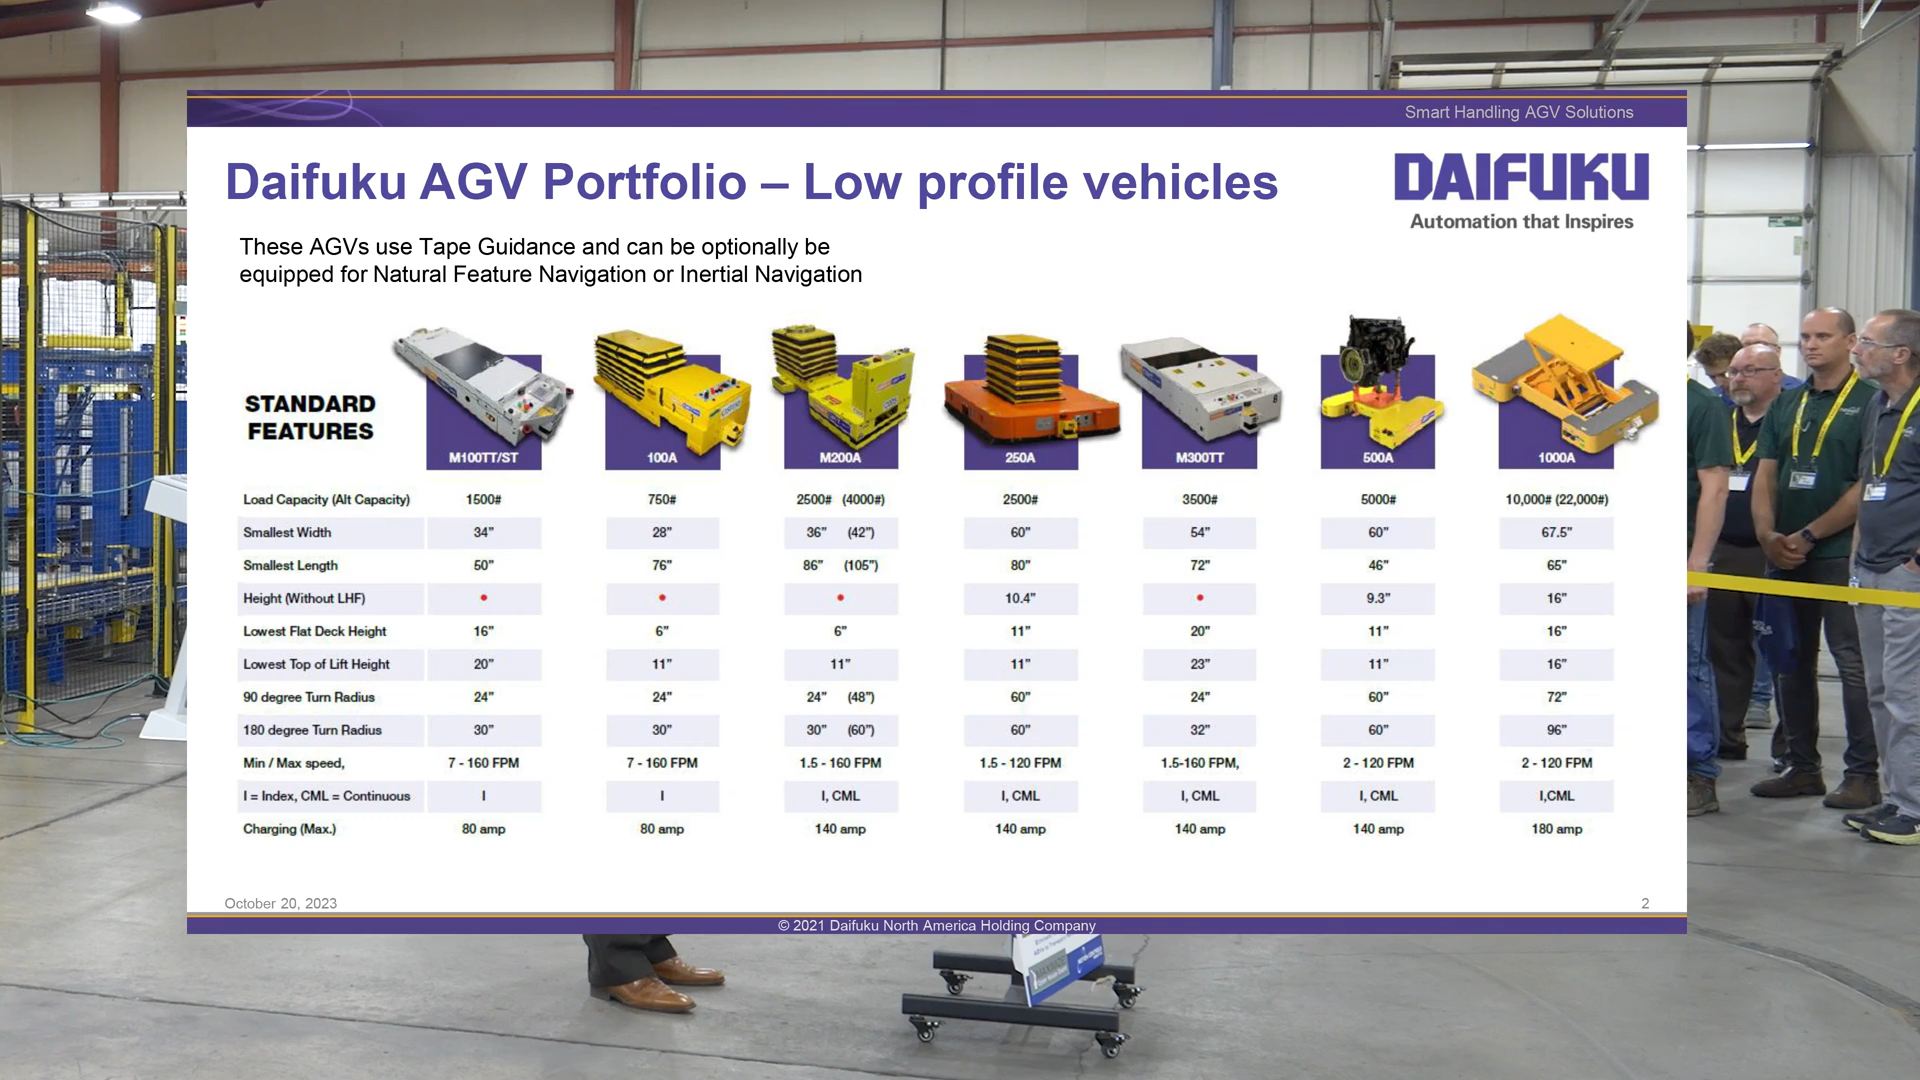 Smart Handling AGV Solutions
Daifuku AGV Portfolio – Low profile vehicles
DAIFUKU
Automation that Inspires
These AGVs use Tape Guidance and can be optionally be
equipped for Natural Feature Navigation or Inertial Navigation
STANDARD
FEATURES
M100TT/ST 100A M200A 250A M300TT 500A 1000A
Load Capacity (Alt Capacity) 1500# 750# 2500# (4000#) 2500# 3500# 5000# 10,000# (22,000#)
Smallest Width 34” 28” 36” (42”) 60” 54” 60” 67.5”
Smallest Length 50” 76” 86” (105”) 80” 72” 46” 65”
Height (Without LHF) • • • 10.4” • 9.3” 16”
Lowest Flat Deck Height 16” 6” 6” 11” 20” 11” 16”
Lowest Top of Lift Height 20” 11” 11” 11” 23” 11” 16”
90 degree Turn Radius 24” 24” 24” (48”) 60” 24” 60” 72”
180 degree Turn Radius 30” 30” 30” (60”) 60” 32” 60” 96”
Min / Max speed, 7 - 160 FPM 7 - 160 FPM 1.5 - 160 FPM 1.5 - 120 FPM 1.5-160 FPM, 2 - 120 FPM 2 - 120 FPM
I = Index, CML = Continuous I I I, CML I, CML I, CML I, CML I,CML
Charging (Max.) 80 amp 80 amp 140 amp 140 amp 140 amp 140 amp 180 amp
October 20, 2023
2
© 2021 Daifuku North America Holding Company